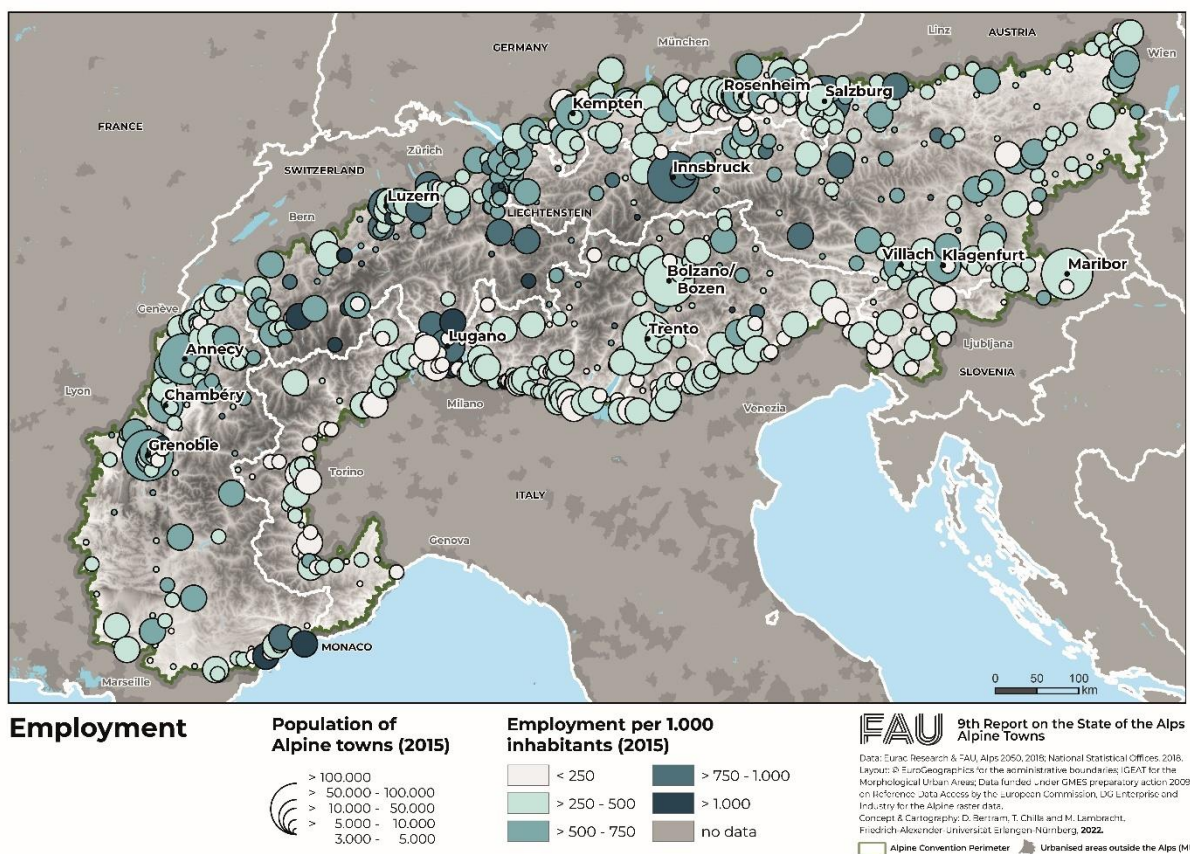 GERMANY
München
Linz
AUSTRIA
Wien
Rosenheim
Salzburg
Kempten
FRANCE
Zürich
SWITZERLAND
Innsbruck
Luzern
LIECHTENSTEIN
Bern
Villach
Klagenfurt
Bolzano/
Bozen
Maribor
Genève
Lugano
Trento
Ljubljana
Annecy
SLOVENIA
Lyon
Chambéry
Milano
Venezia
Grenoble
Torino
ITALY
Genova
MONACO
Marseille
0 50 100
km
Employment
Population of
Alpine towns (2015)
> 100.000
> 50.000 - 100.000
> 10.000 - 50.000
> 5.000 - 10.000
3.000 - 5.000
Employment per 1.000
inhabitants (2015)
< 250
> 250 - 500
> 500 - 750
> 750 - 1.000
> 1.000
no data
FAU
9th Report on the State of the Alps
Alpine Towns
Data: Eurac Research & FAU, Alps 2050, 2018; National Statistical Offices, 2018.
Layout: © EuroGeographics for the administrative boundaries; IGEAT for the
Morphological Urban Areas; Data funded under GMES preparatory action 2009
on Reference Data Access by the European Commission, DG Enterprise and
Industry for the Alpine raster data.
Concept & Cartography: D. Bertram, T. Chilla and M. Lambracht,
Friedrich-Alexander-Universität Erlangen-Nürnberg, 2022.
Alpine Convention Perimeter
Urbanised areas outside the Alps